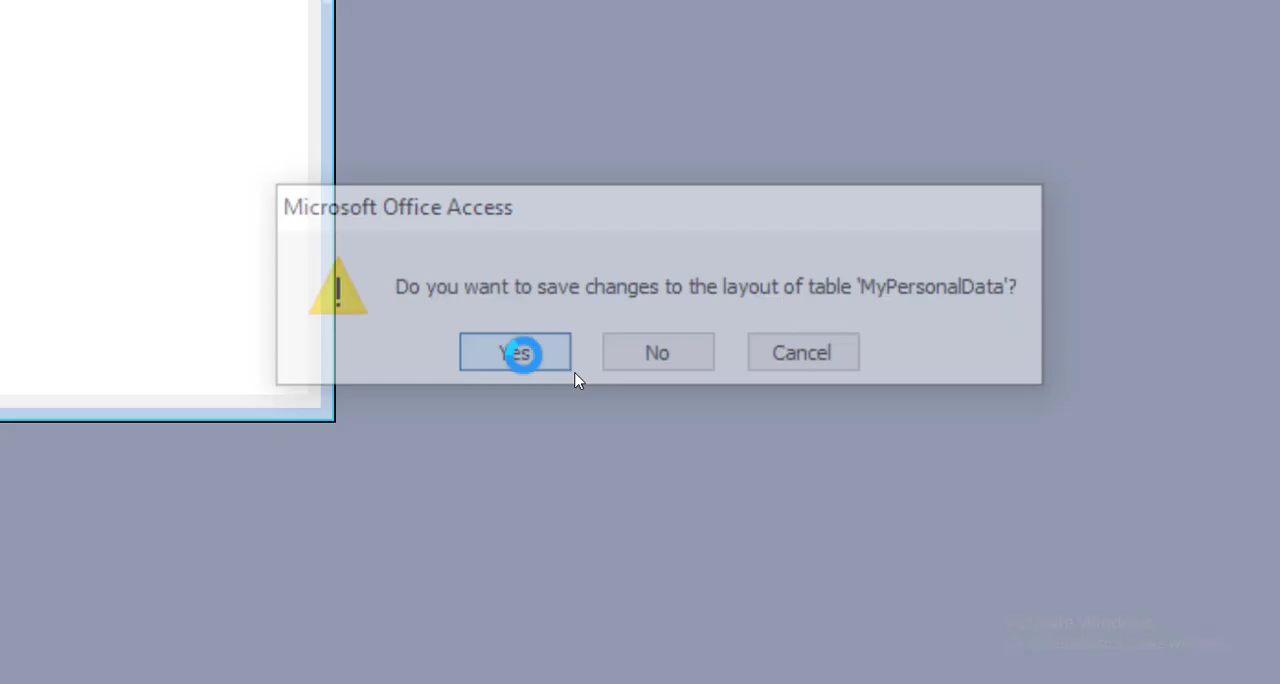 Microsoft Office Access
Do you want to save changes to the layout of table 'MyPersonalData'?
Yes No Cancel